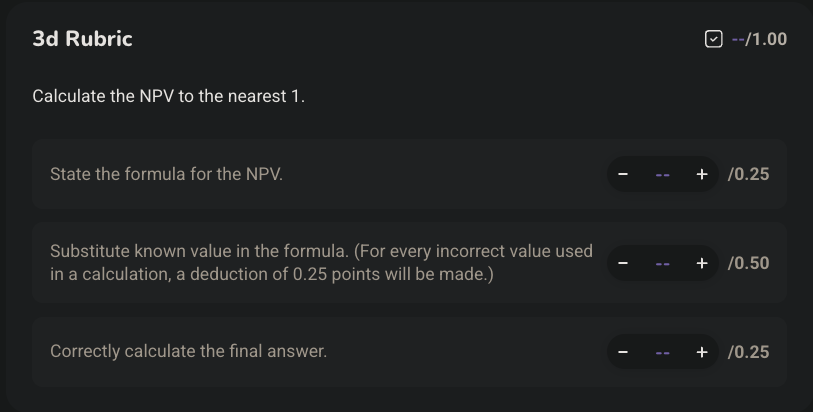 3d Rubric
--/1.00
Calculate the NPV to the nearest 1.
State the formula for the NPV.
− -- + /0.25
Substitute known value in the formula. (For every incorrect value used
in a calculation, a deduction of 0.25 points will be made.)
− -- + /0.50
Correctly calculate the final answer.
− -- + /0.25